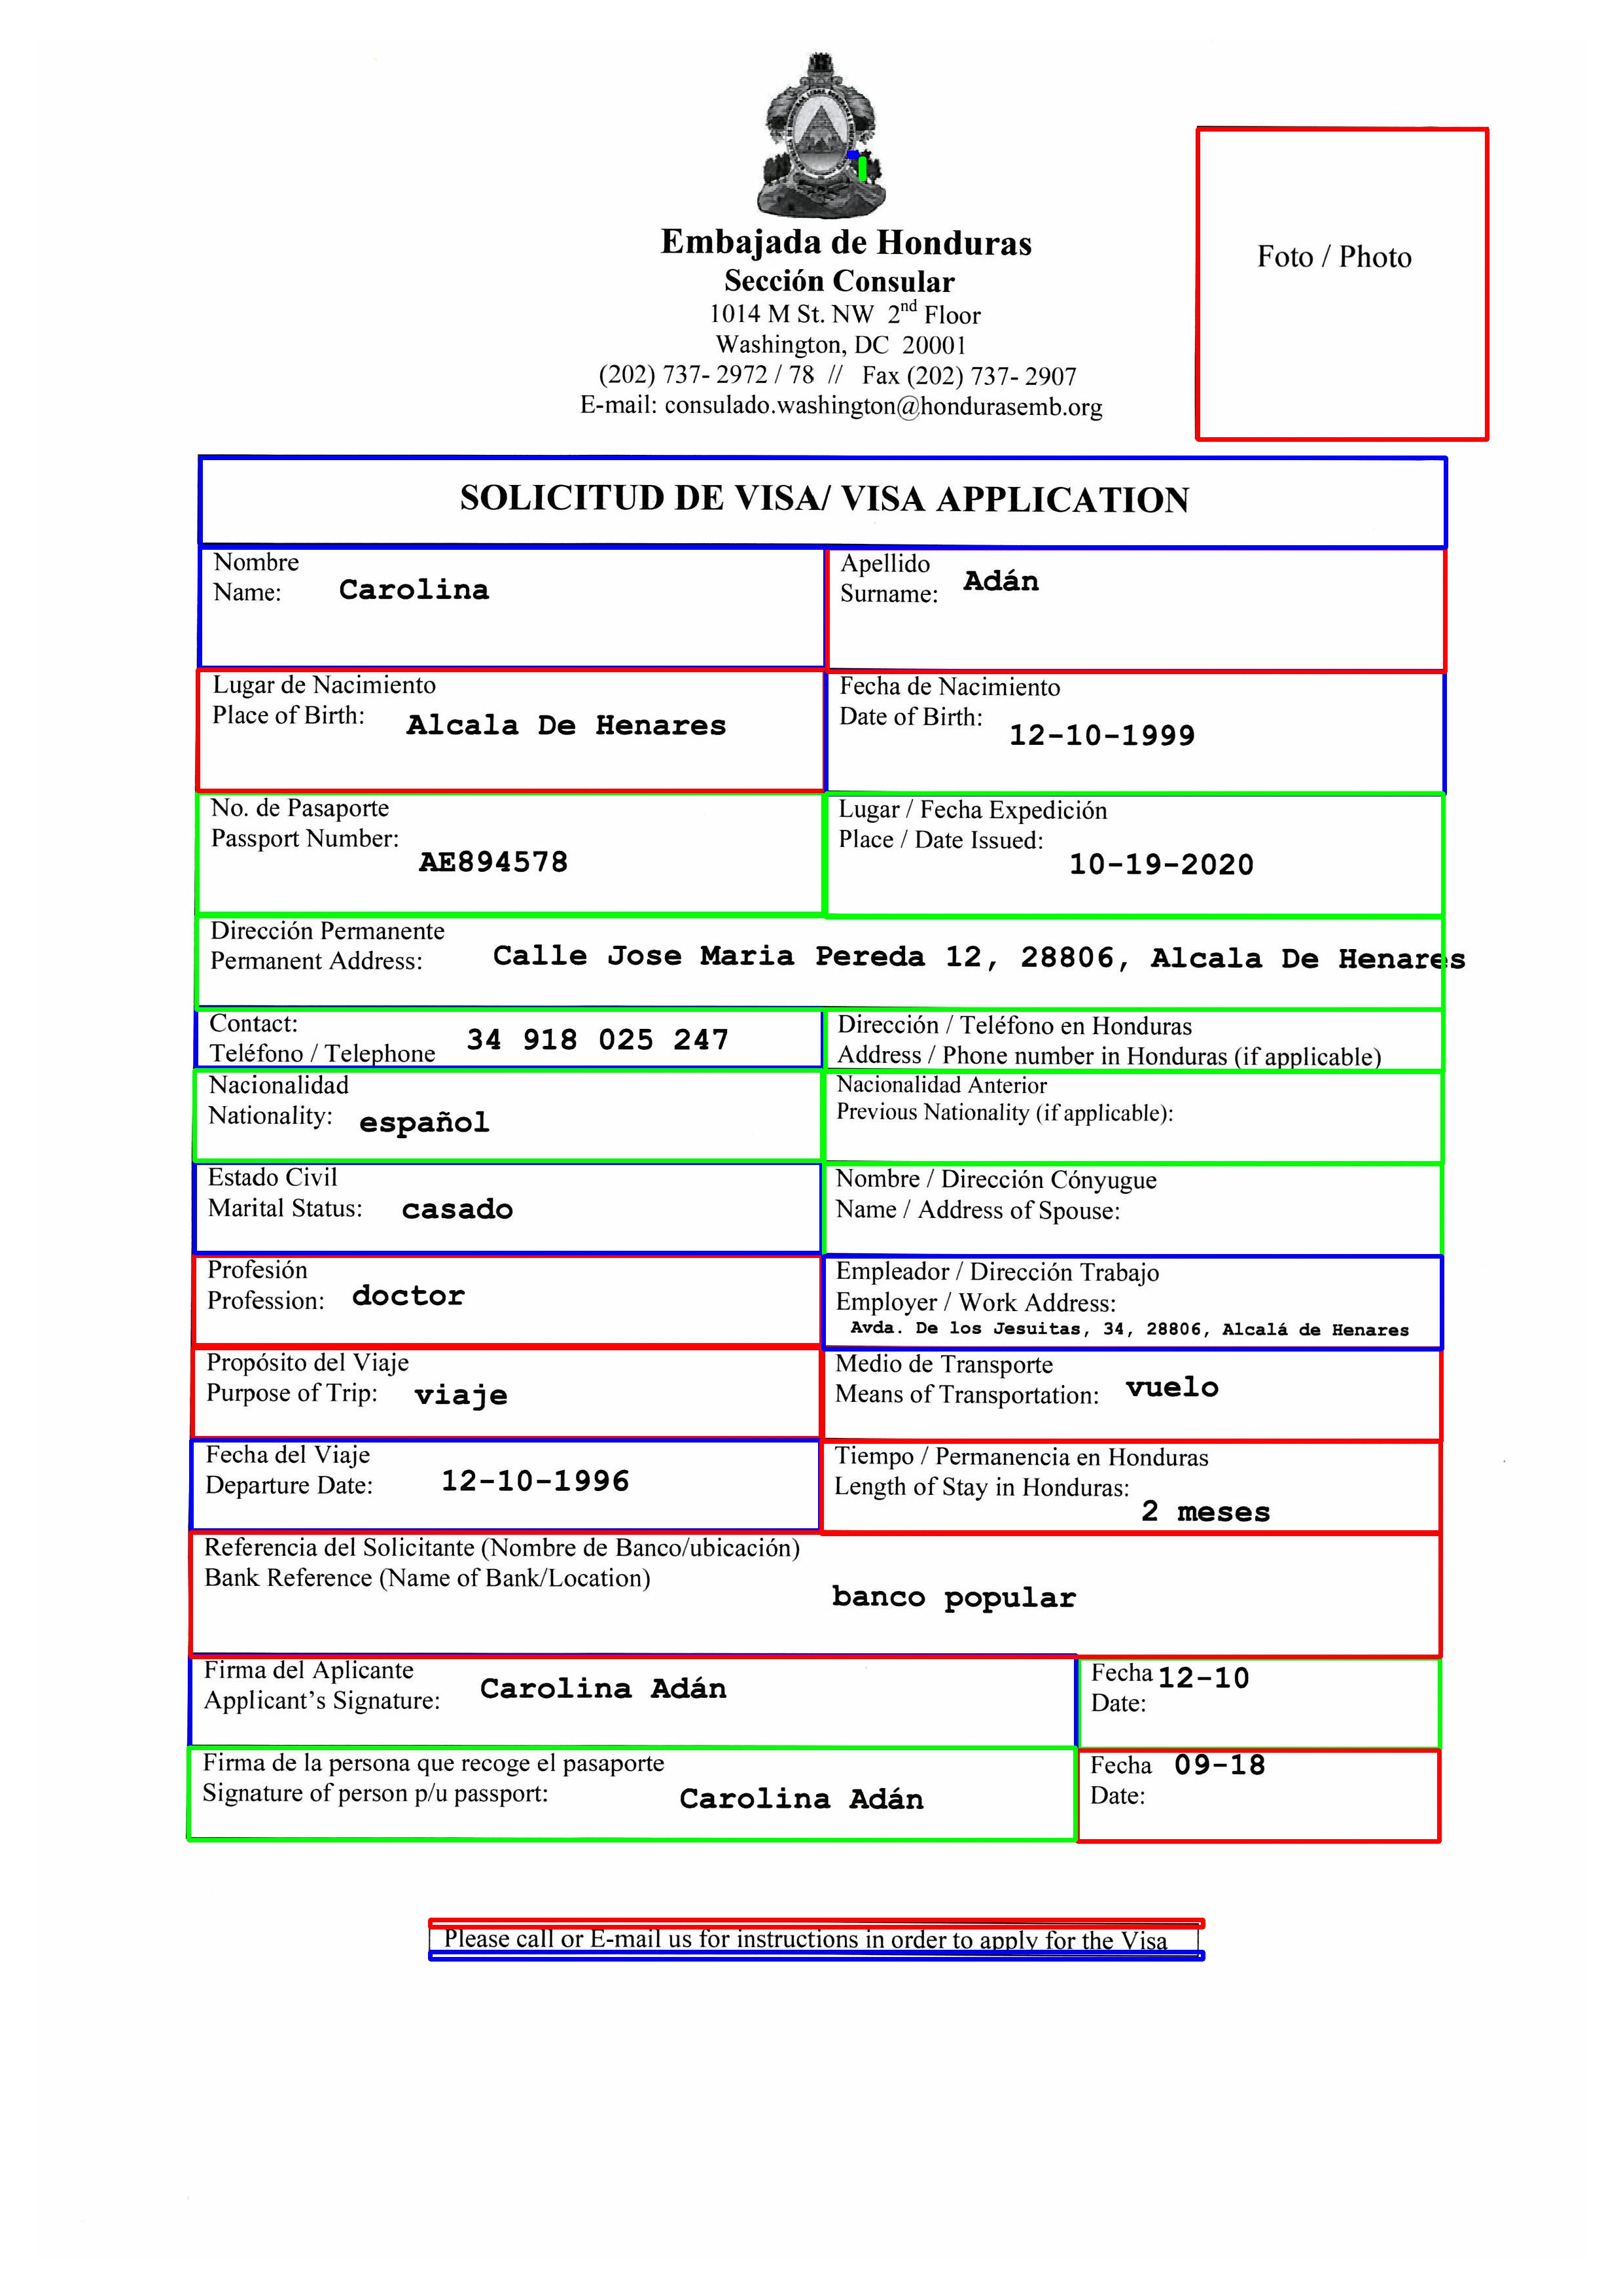 Embajada de Honduras
Sección Consular
1014 M St. NW 2nd Floor
Washington, DC 20001
(202) 737- 2972 / 78 // Fax (202) 737- 2907
E-mail: consulado.washington@hondurasemb.org
Foto / Photo
SOLICITUD DE VISA/ VISA APPLICATION
Nombre
Name: Carolina
Apellido
Surname: Adán
Lugar de Nacimiento
Place of Birth: Alcala De Henares
Fecha de Nacimiento
Date of Birth: 12-10-1999
No. de Pasaporte
Passport Number:
AE894578
Lugar / Fecha Expedición
Place / Date Issued:
10-19-2020
Dirección Permanente
Permanent Address: Calle Jose Maria Pereda 12, 28806, Alcala De Henares
Contact:
Teléfono / Telephone 34 918 025 247
Dirección / Teléfono en Honduras
Address / Phone number in Honduras (if applicable)
Nacionalidad
Nationality: español
Nacionalidad Anterior
Previous Nationality (if applicable):
Estado Civil
Marital Status: casado
Nombre / Dirección Cónyugue
Name / Address of Spouse:
Profesión
Profession: doctor
Empleador / Dirección Trabajo
Employer / Work Address:
Avda. De los Jesuitas, 34, 28806, Alcalá de Henares
Propósito del Viaje
Purpose of Trip: viaje
Medio de Transporte
Means of Transportation: vuelo
Fecha del Viaje
Departure Date: 12-10-1996
Tiempo / Permanencia en Honduras
Length of Stay in Honduras:
2 meses
Referencia del Solicitante (Nombre de Banco/ubicación)
Bank Reference (Name of Bank/Location)
banco popular
Firma del Aplicante
Applicant's Signature: Carolina Adán
Fecha 12-10
Date:
Firma de la persona que recoge el pasaporte
Signature of person p/u passport: Carolina Adán
Fecha 09-18
Date:
Please call or E-mail us for instructions in order to apply for the Visa